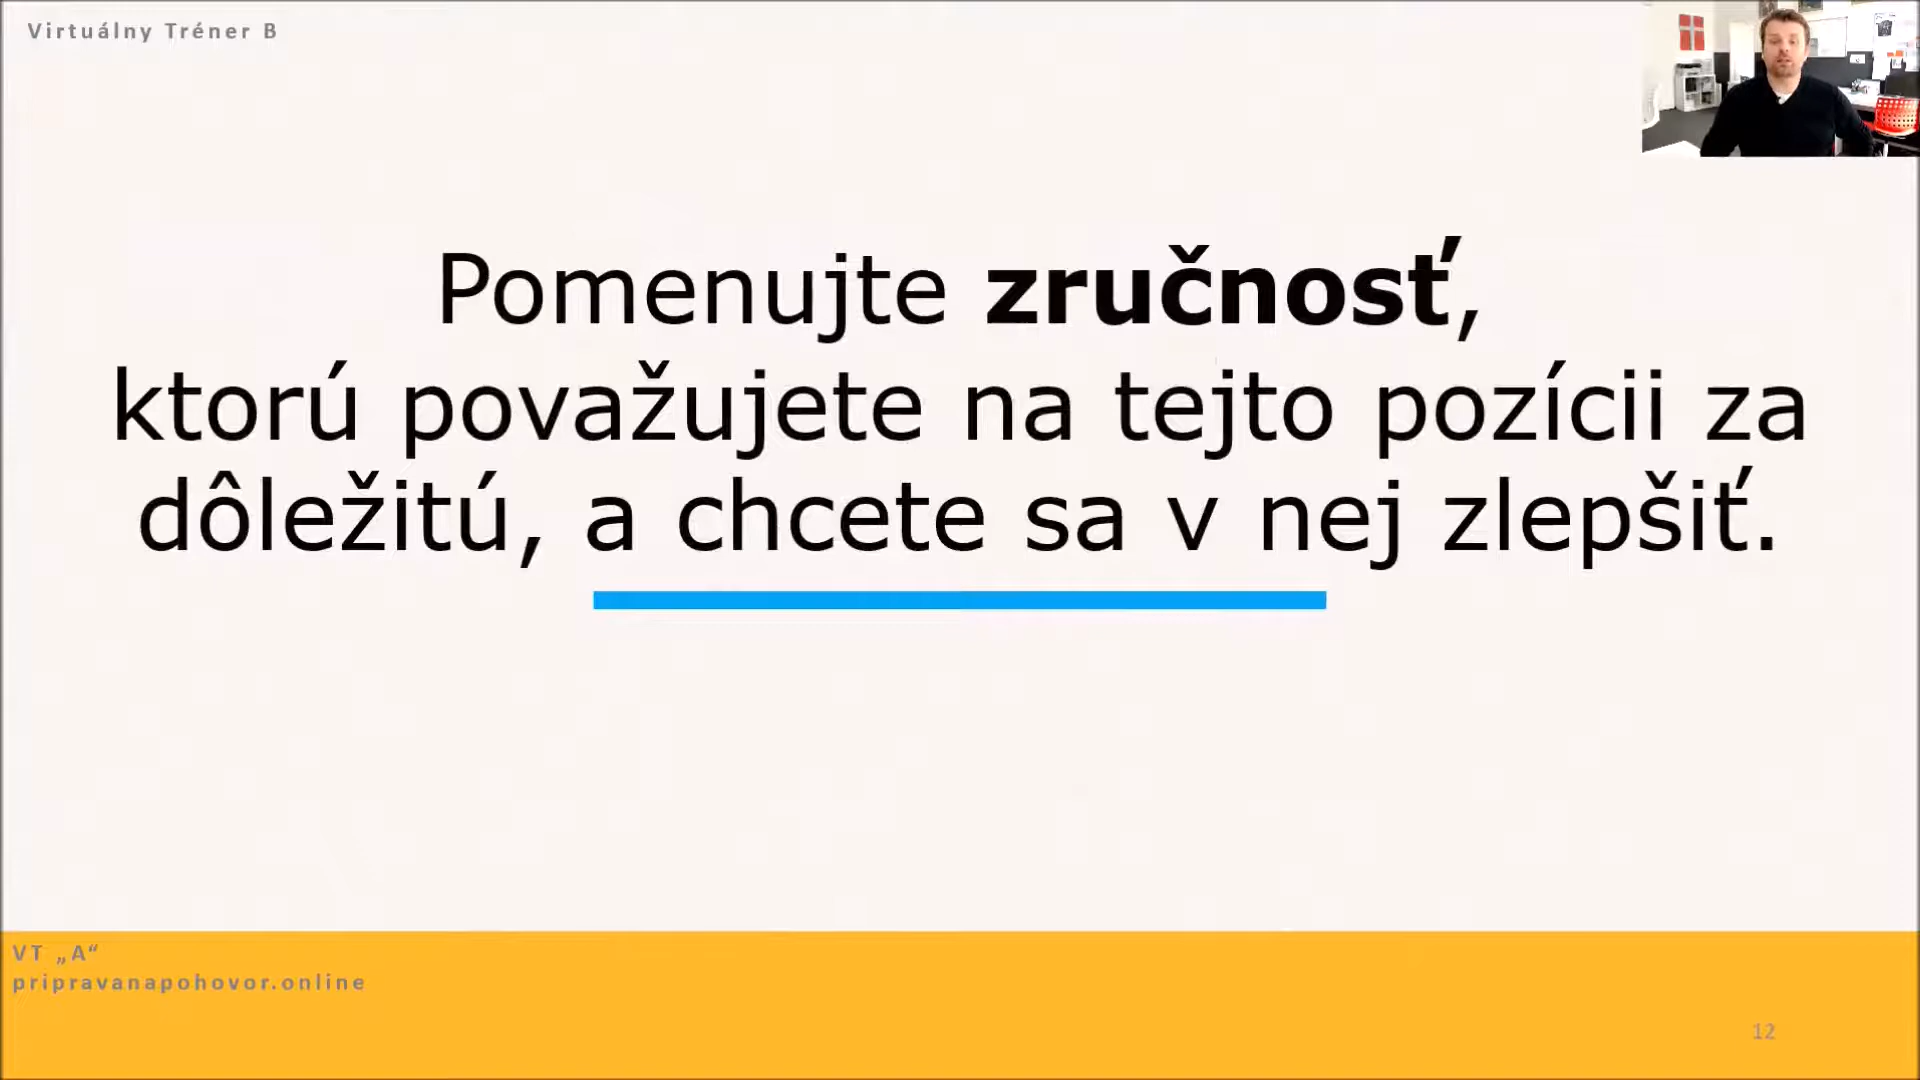 Virtuálny Tréner B
Pomenujte zručnosť,
ktorú považujete na tejto pozícii za
dôležitú, a chcete sa v nej zlepšiť.
VT „A“
pripravanapohovor.online
12